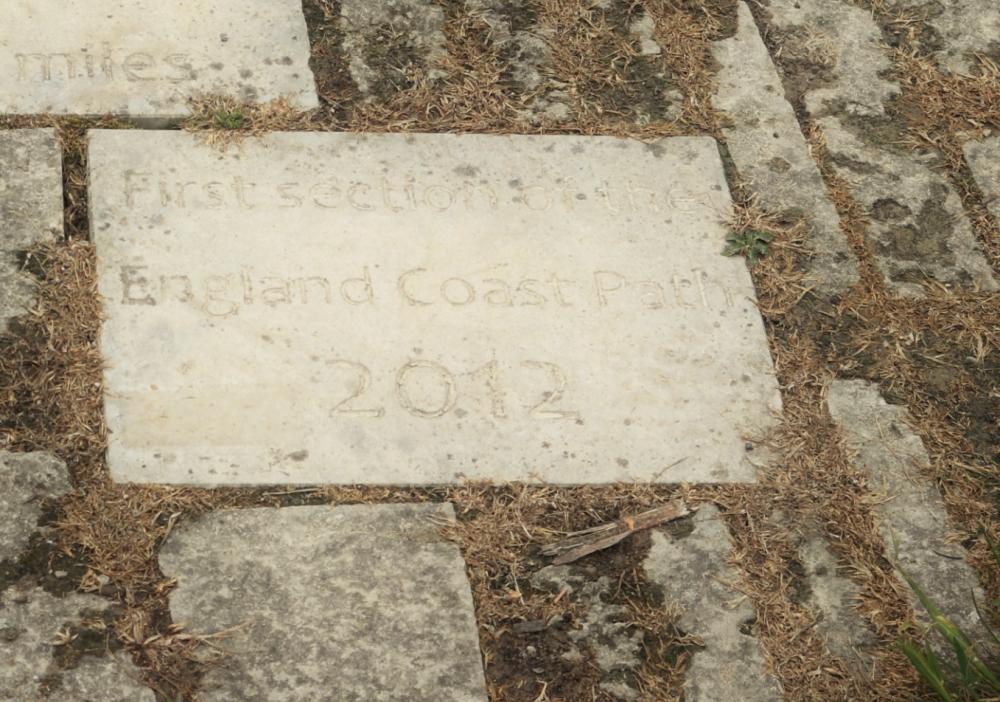 miles
First section of the
England Coast Path
2012